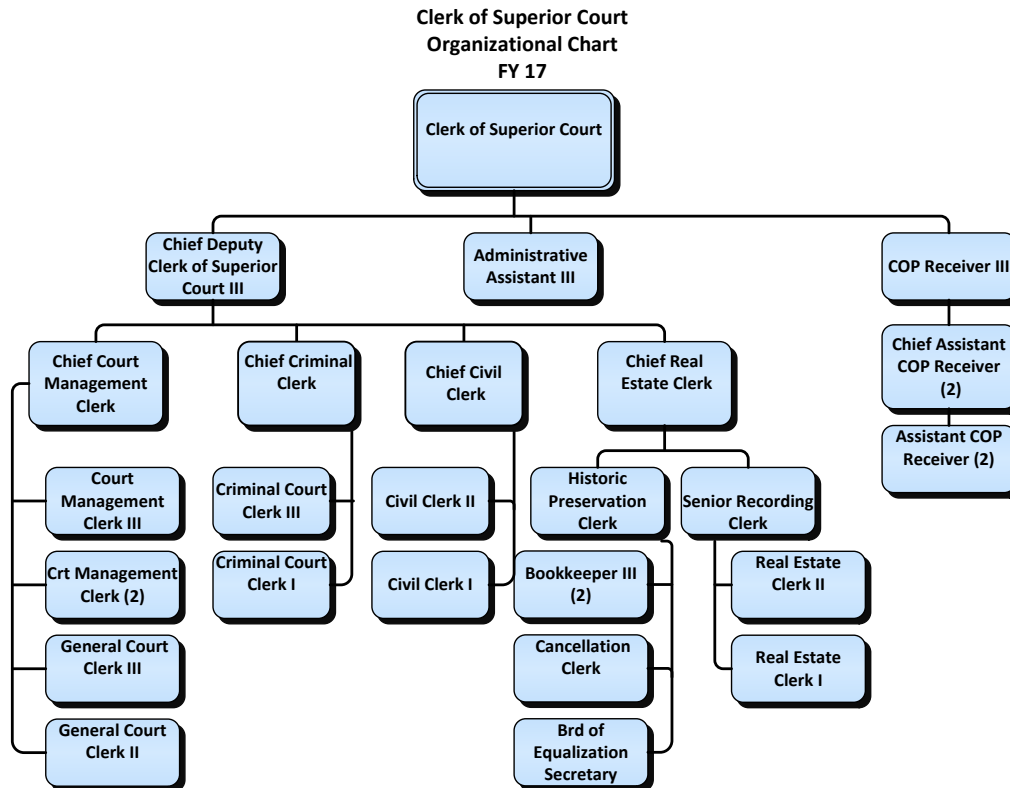 Clerk of Superior Court
Organizational Chart
FY 17
Clerk of Superior Court
Chief Deputy
Clerk of Superior
Court III
Administrative
Assistant III
COP Receiver III
Chief Court
Management
Clerk
Chief Criminal
Clerk
Chief Civil
Clerk
Chief Real
Estate Clerk
Chief Assistant
COP Receiver
(2)
Assistant COP
Receiver (2)
Court
Management
Clerk III
Criminal Court
Clerk III
Civil Clerk II
Historic
Preservation
Clerk
Senior Recording
Clerk
Crt Management
Clerk (2)
Criminal Court
Clerk I
Civil Clerk I
Bookkeeper III
(2)
Real Estate
Clerk II
General Court
Clerk III
Cancellation
Clerk
Real Estate
Clerk I
General Court
Clerk II
Brd of
Equalization
Secretary